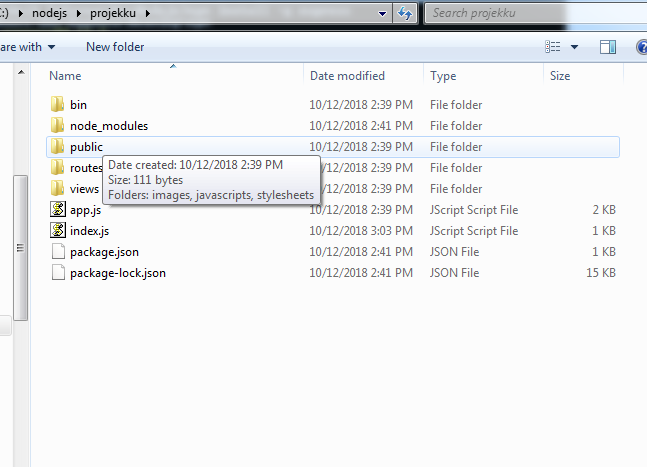 :) nodejs projekku Search projekku
are with New folder
Name Date modified Type Size
bin 10/12/2018 2:39 PM File folder
node_modules 10/12/2018 2:41 PM File folder
public 10/12/2018 2:39 PM File folder
routes 10/12/2018 2:39 PM File folder
views 10/12/2018 2:39 PM File folder
Date created: 10/12/2018 2:39 PM
Size: 111 bytes
Folders: images, javascripts, stylesheets
app.js 10/12/2018 2:39 PM JScript Script File 2 KB
index.js 10/12/2018 3:03 PM JScript Script File 1 KB
package.json 10/12/2018 2:41 PM JSON File 1 KB
package-lock.json 10/12/2018 2:41 PM JSON File 15 KB